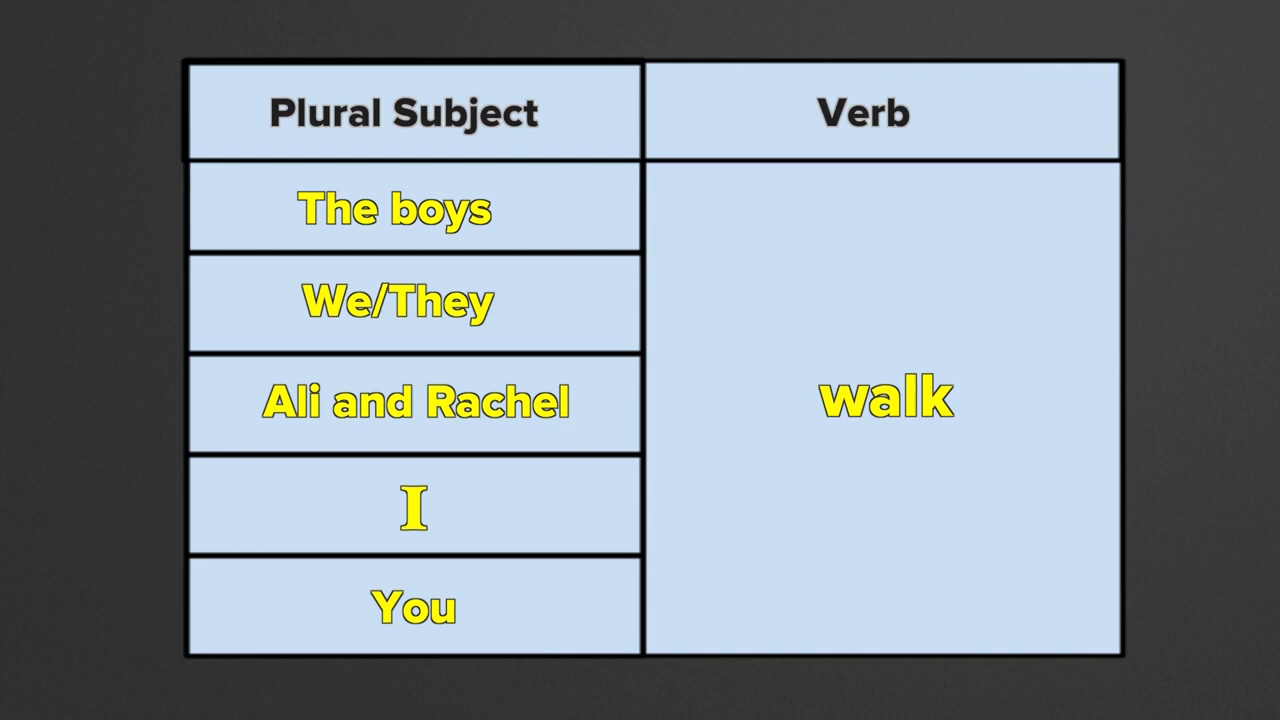 Plural Subject
Verb
The boys
We/They
Ali and Rachel
walk
I
You